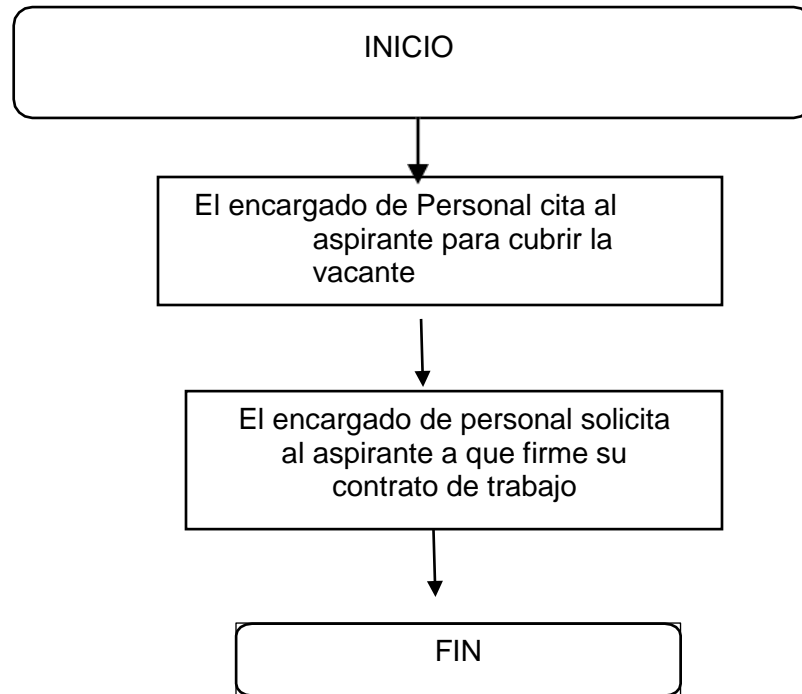 INICIO
El encargado de Personal cita al
aspirante para cubrir la
vacante
El encargado de personal solicita
al aspirante a que firme su
contrato de trabajo
FIN